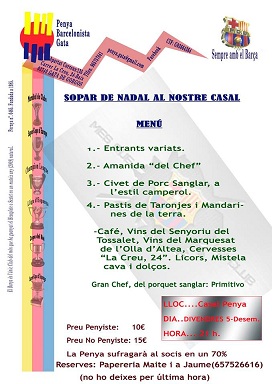 Penya
Barcelonista
Gata
Sempre amb el Barça
SOPAR DE NADAL AL NOSTRE CASAL
MENÚ
1.- Entrants variats.
2.- Amanida "del Chef"
3.- Civet de Porc Sanglar, a
l'estil camperol.
4.- Pastis de Taronjes i Mandari-
nes de la terra.
-Café, Vins del Senyoriu del
Tossalet, Vins del Marquesat
de l'Olla d'Altea, Cervesses
"La Creu, 24". Licors, Mistela
cava i dolços.
Gran Chef, del porquet sanglar: Primitivo
LLOC....Casal Penya
DIA..DIVENDRES 5-Desem.
HORA... h.
Preu Penyiste: 10€
Preu No Penyiste: 15€
La Penya sufragarà al socis en un 70%
Reserves: Papereria Maite i a Jaume(657526616)
(no ho deixes per última hora)